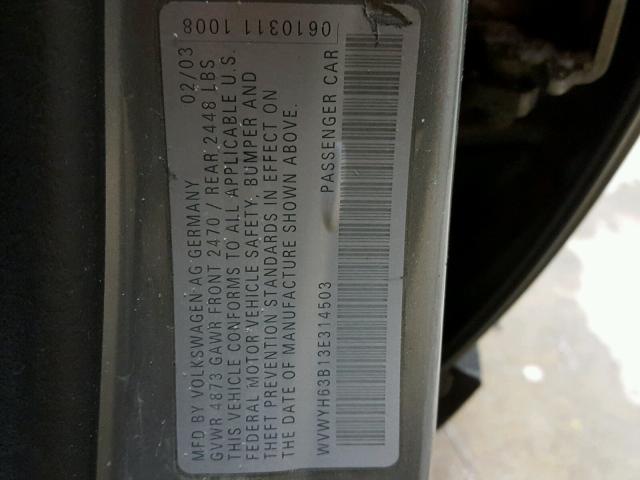 MFD BY VOLKSWAGEN AG GERMANY 02/03
GVWR 4873 GAWR FRONT 2470 / REAR 2448 LBS.
THIS VEHICLE CONFORMS TO ALL APPLICABLE U.S.
FEDERAL MOTOR VEHICLE SAFETY, BUMPER AND
THEFT PREVENTION STANDARDS IN EFFECT ON
THE DATE OF MANUFACTURE SHOWN ABOVE.
0610311 1008
WVWYH63B13E314503 PASSENGER CAR